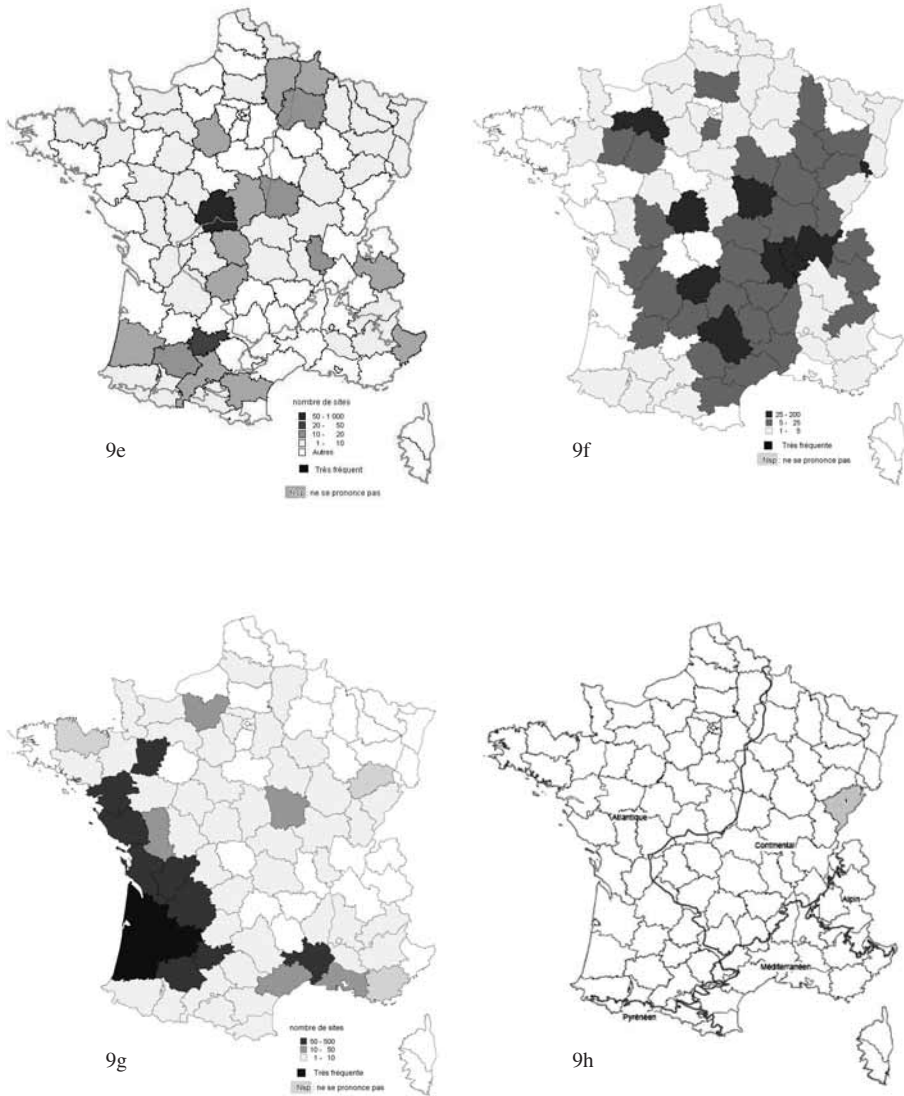 nombre de sites
50 - 1 000
20 - 50
10 - 20
1 - 10
Autres
Très fréquent
ne se prononce pas
9e
25 - 200
5 - 25
1 - 5
Très fréquente
Nsp : ne se prononce pas
9f
nombre de sites
50 - 500
10 - 50
1 - 10
Très fréquente
Nsp : ne se prononce pas
9g
Atlantique
Continental
Alpin
Méditerranéen
Pyrénéen
9h